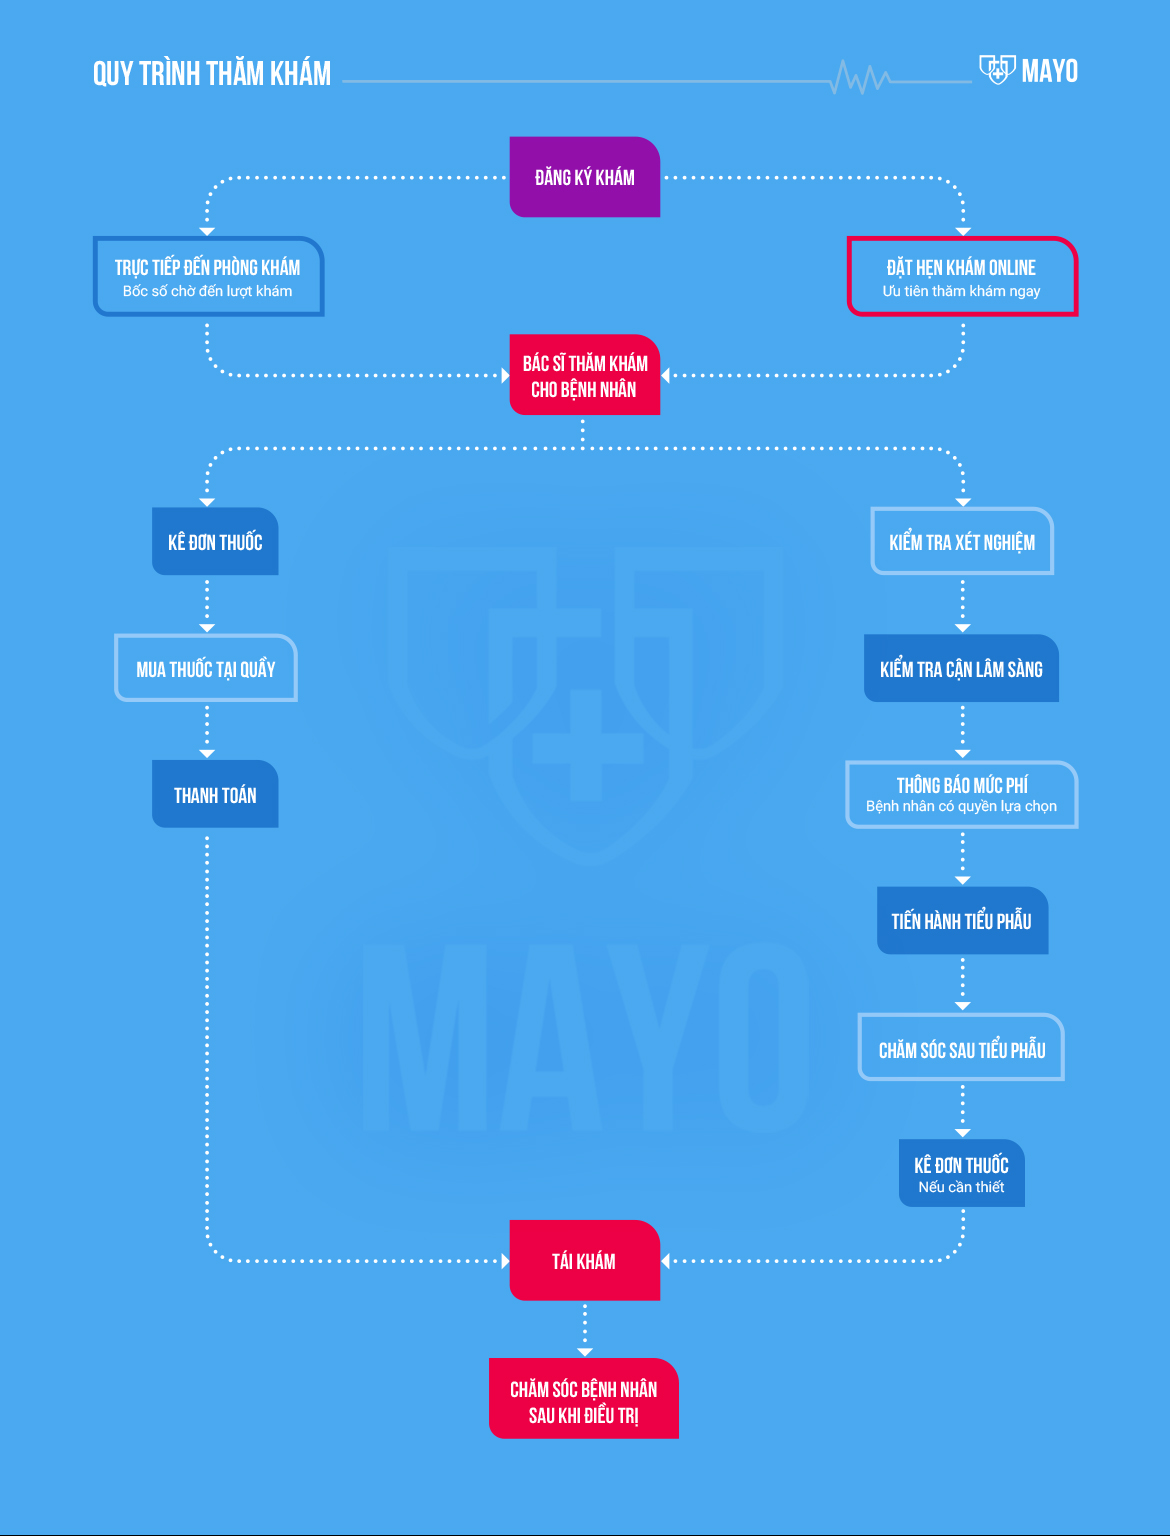 QUY TRÌNH THĂM KHÁM
MAYO
ĐĂNG KÝ KHÁM
TRỰC TIẾP ĐẾN PHÒNG KHÁM
Bốc số chờ đến lượt khám
ĐẶT HẸN KHÁM ONLINE
Ưu tiên thăm khám ngay
BÁC SĨ THĂM KHÁM
CHO BỆNH NHÂN
KÊ ĐƠN THUỐC
MUA THUỐC TẠI QUẦY
THANH TOÁN
KIỂM TRA XÉT NGHIỆM
KIỂM TRA CẬN LÂM SÀNG
THÔNG BÁO MỨC PHÍ
Bệnh nhân có quyền lựa chọn
TIẾN HÀNH TIỂU PHẪU
CHĂM SÓC SAU TIỂU PHẪU
KÊ ĐƠN THUỐC
Nếu cần thiết
MAYO
TÁI KHÁM
CHĂM SÓC BỆNH NHÂN
SAU KHI ĐIỀU TRỊ